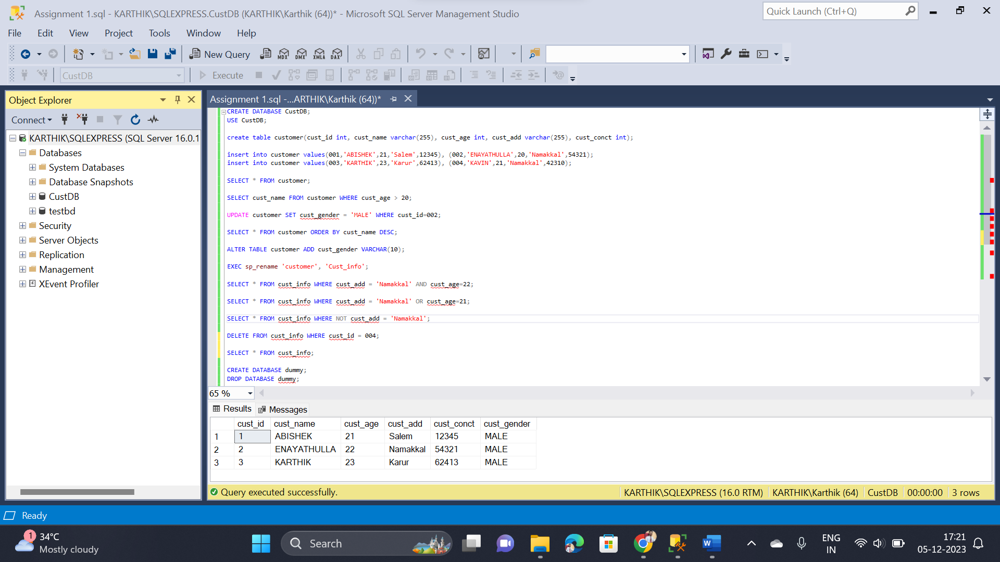 Assignment 1.sql - KARTHIK\SQLEXPRESS.CustDB (KARTHIK\Karthik (64))* - Microsoft SQL Server Management Studio
Quick Launch (Ctrl+Q)
File Edit View Project Tools Window Help
New Query MDX DMX XMLA DAX
CustDB Execute
Object Explorer
Assignment 1.sql -...ARTHIK\Karthik (64))*
Connect
KARTHIK\SQLEXPRESS (SQL Server 16.0.1
Databases
System Databases
Database Snapshots
CustDB
testbd
Security
Server Objects
Replication
Management
XEvent Profiler
CREATE DATABASE CustDB;
USE CustDB;
create table customer(cust_id int, cust_name varchar(255), cust_age int, cust_add varchar(255), cust_conct int);
insert into customer values(001,'ABISHEK',21,'Salem',12345), (002,'ENAYATHULLA',20,'Namakkal',54321);
insert into customer values(003,'KARTHIK',23,'Karur',62413), (004,'KAVIN',21,'Namakkal',42310);
SELECT * FROM customer;
SELECT cust_name FROM customer WHERE cust_age > 20;
UPDATE customer SET cust_gender = 'MALE' WHERE cust_id=002;
SELECT * FROM customer ORDER BY cust_name DESC;
ALTER TABLE customer ADD cust_gender VARCHAR(10);
EXEC sp_rename 'customer', 'Cust_info';
SELECT * FROM cust_info WHERE cust_add = 'Namakkal' AND cust_age=22;
SELECT * FROM cust_info WHERE cust_add = 'Namakkal' OR cust_age=21;
SELECT * FROM cust_info WHERE NOT cust_add = 'Namakkal';
DELETE FROM cust_info WHERE cust_id = 004;
SELECT * FROM cust_info;
CREATE DATABASE dummy;
DROP DATABASE dummy;
65 %
Results Messages
cust_id cust_name cust_age cust_add cust_conct cust_gender
1 1 ABISHEK 21 Salem 12345 MALE
2 2 ENAYATHULLA 22 Namakkal 54321 MALE
3 3 KARTHIK 23 Karur 62413 MALE
Query executed successfully. KARTHIK\SQLEXPRESS (16.0 RTM) KARTHIK\Karthik (64) CustDB 00:00:00 3 rows
Ready
1
34°C
Mostly cloudy
Search
ENG
IN
17:21
05-12-2023